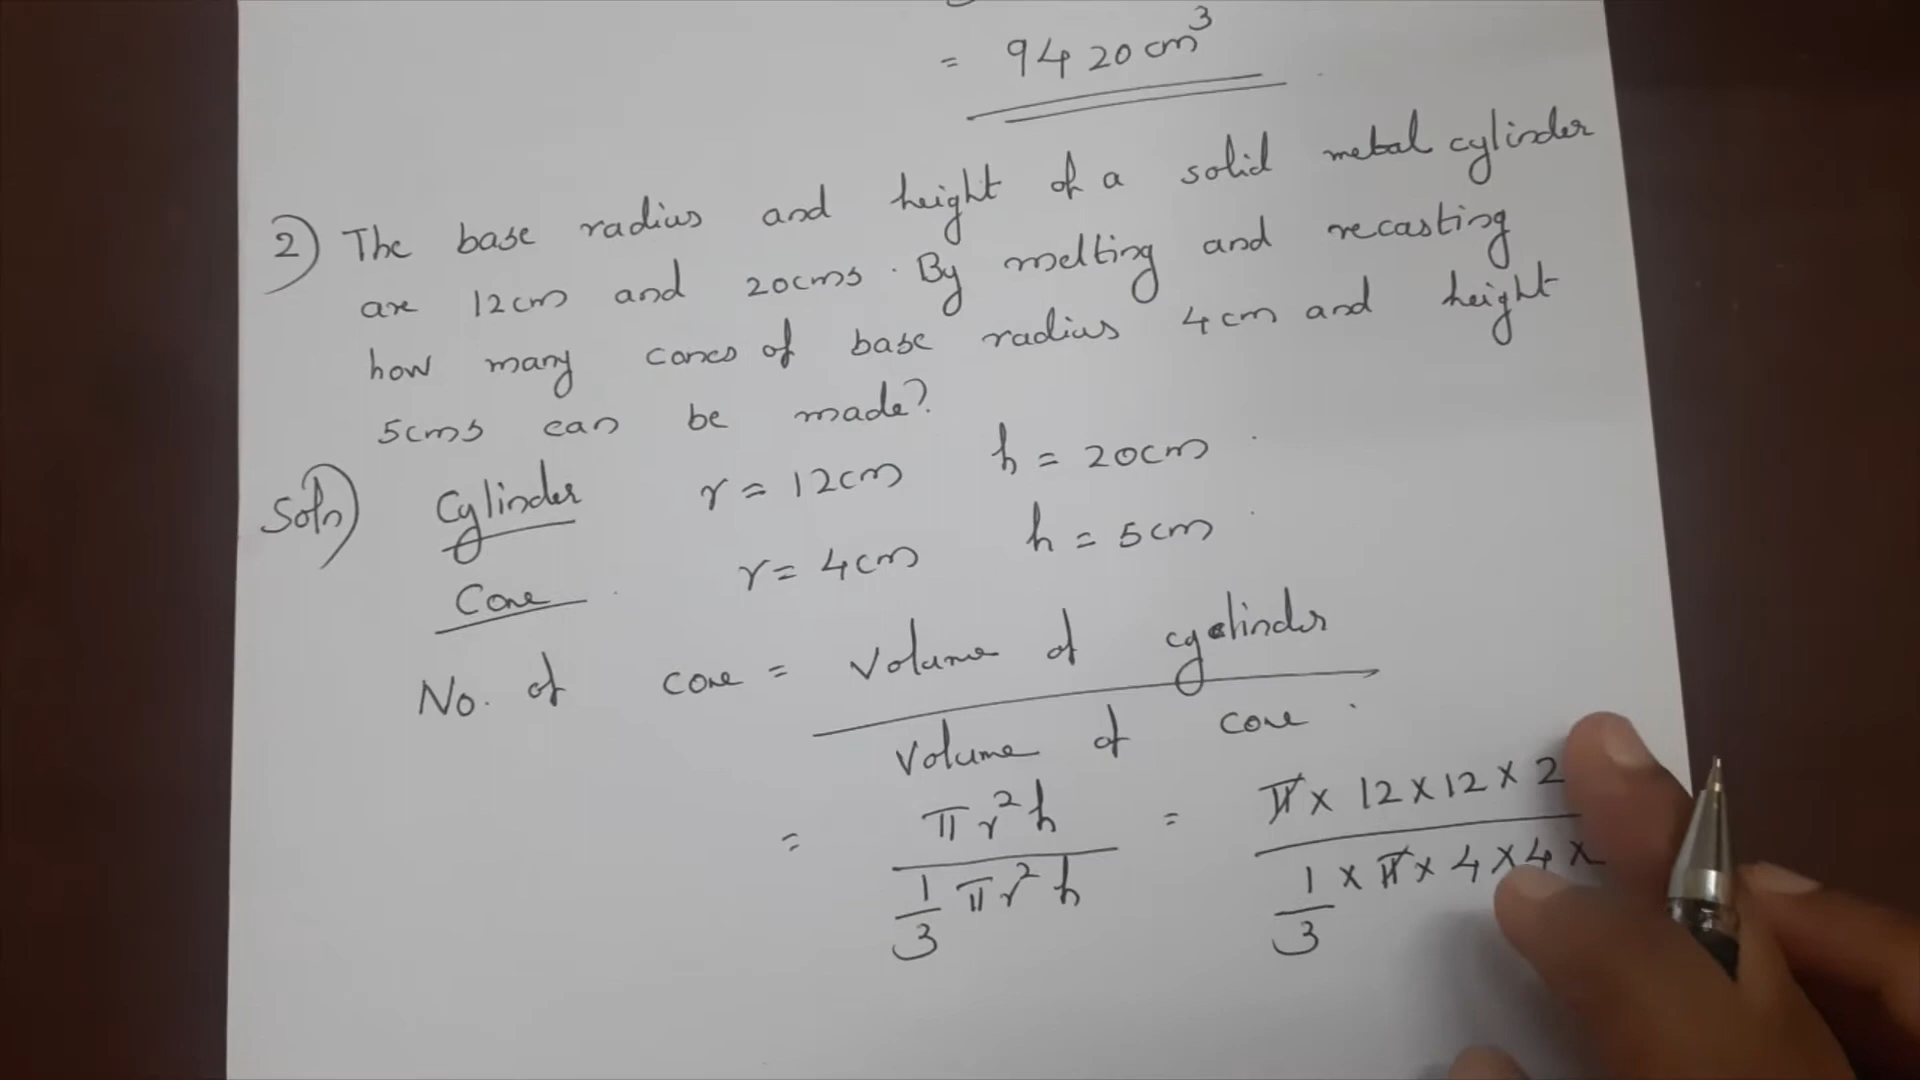 = 9420 cm³
2) The base radius and height of a solid metal cylinder
are 12cm and 20cms. By melting and recasting
how many cones of base radius 4cm and height
5cms can be made?
Soln) Cylinder r = 12cm h = 20cm
Cone r = 4cm h = 5cm
No. of cone = Volume of cyclinder
Volume of cone
= πr²h = π × 12 × 12 × 2
1/3 πr²h 1/3 × π × 4 × 4 ×